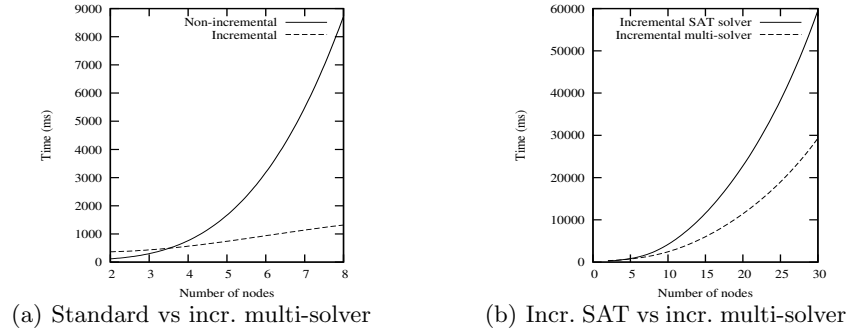 Non-incremental
Incremental
9000
8000
7000
6000
5000
4000
3000
2000
1000
0
Time (ms)
2 3 4 5 6 7 8
Number of nodes
(a) Standard vs incr. multi-solver
Incremental SAT solver
Incremental multi-solver
60000
50000
40000
30000
20000
10000
0
Time (ms)
0 5 10 15 20 25 30
Number of nodes
(b) Incr. SAT vs incr. multi-solver